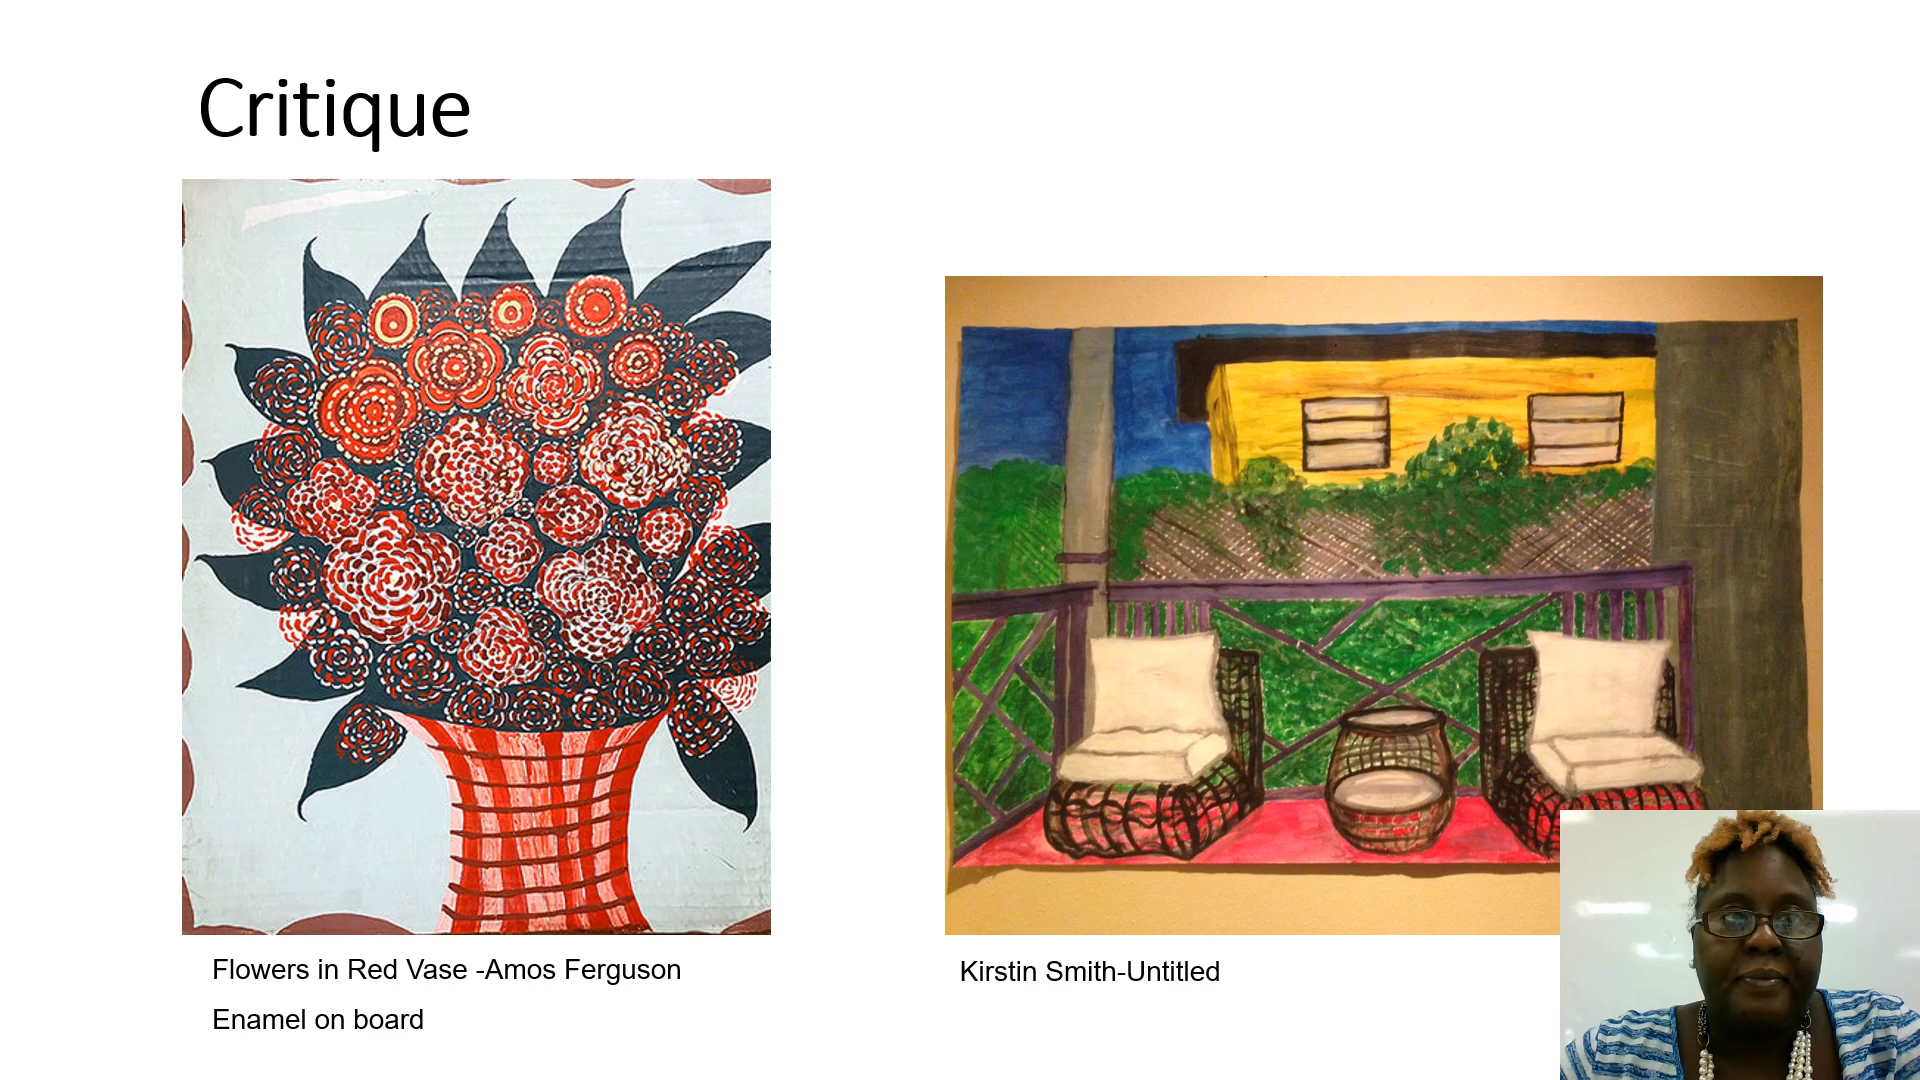 Critique
Flowers in Red Vase -Amos Ferguson
Enamel on board
Kirstin Smith-Untitled